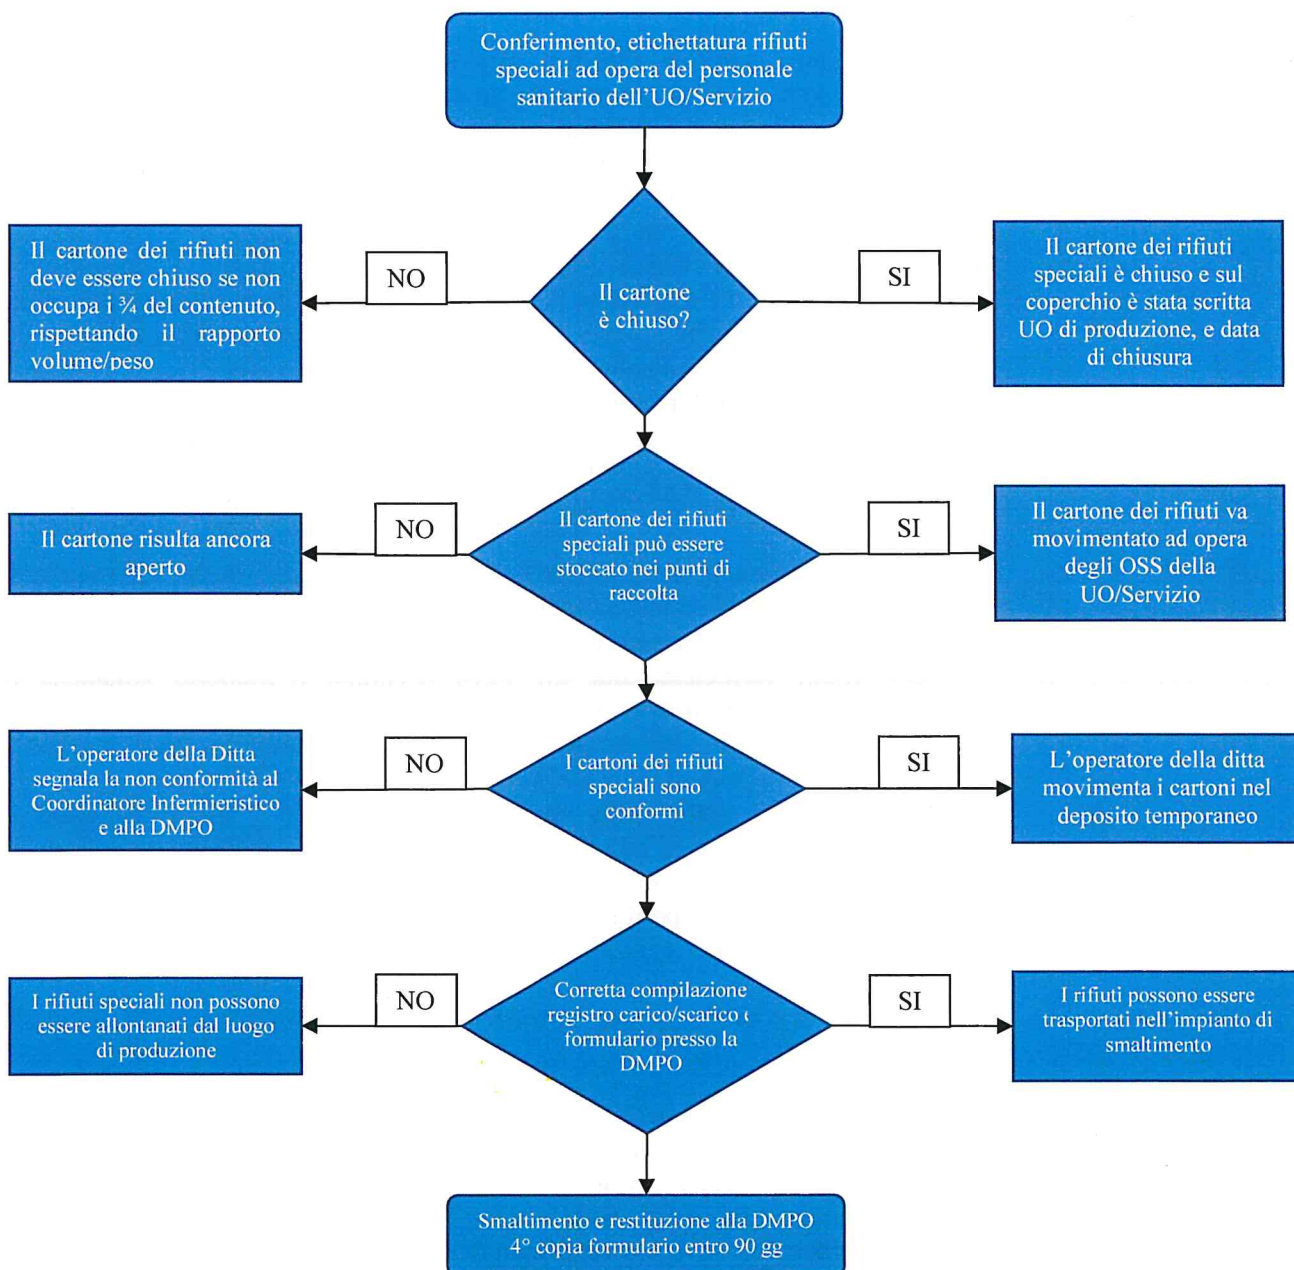 Conferimento, etichettatura rifiuti
speciali ad opera del personale
sanitario dell'UO/Servizio
Il cartone
è chiuso?
NO
Il cartone dei rifiuti non
deve essere chiuso se non
occupa i ¾ del contenuto,
rispettando il rapporto
volume/peso
SI
Il cartone dei rifiuti
speciali è chiuso e sul
coperchio è stata scritta
UO di produzione, e data
di chiusura
Il cartone dei rifiuti
speciali può essere
stoccato nei punti di
raccolta
NO
Il cartone risulta ancora
aperto
SI
Il cartone dei rifiuti va
movimentato ad opera
degli OSS della
UO/Servizio
I cartoni dei rifiuti
speciali sono
conformi
NO
L'operatore della Ditta
segnala la non conformità al
Coordinatore Infermieristico
e alla DMPO
SI
L'operatore della ditta
movimenta i cartoni nel
deposito temporaneo
Corretta compilazione
registro carico/scarico
formulario presso la
DMPO
NO
I rifiuti speciali non possono
essere allontanati dal luogo
di produzione
SI
I rifiuti possono essere
trasportati nell'impianto di
smaltimento
Smaltimento e restituzione alla DMPO
4° copia formulario entro 90 gg